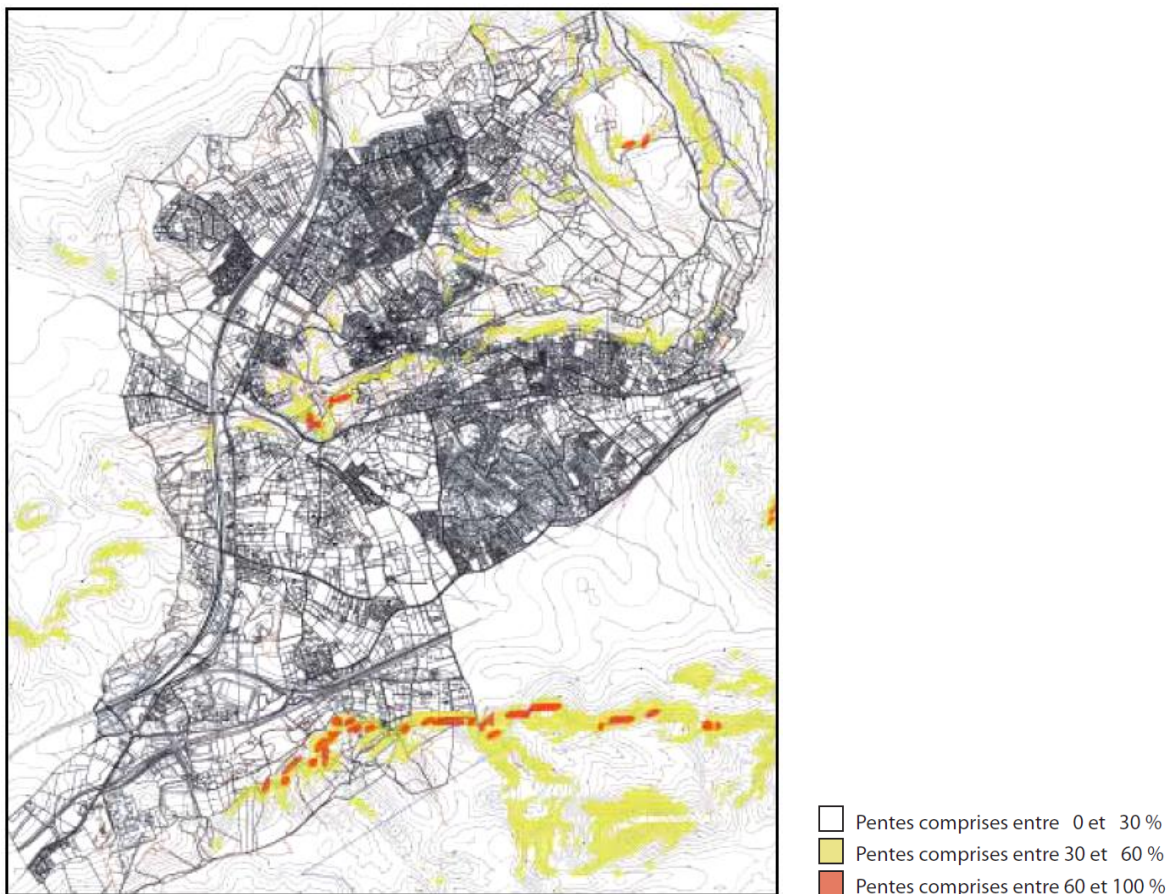 Pentes comprises entre 0 et 30 %
Pentes comprises entre 30 et 60 %
Pentes comprises entre 60 et 100 %